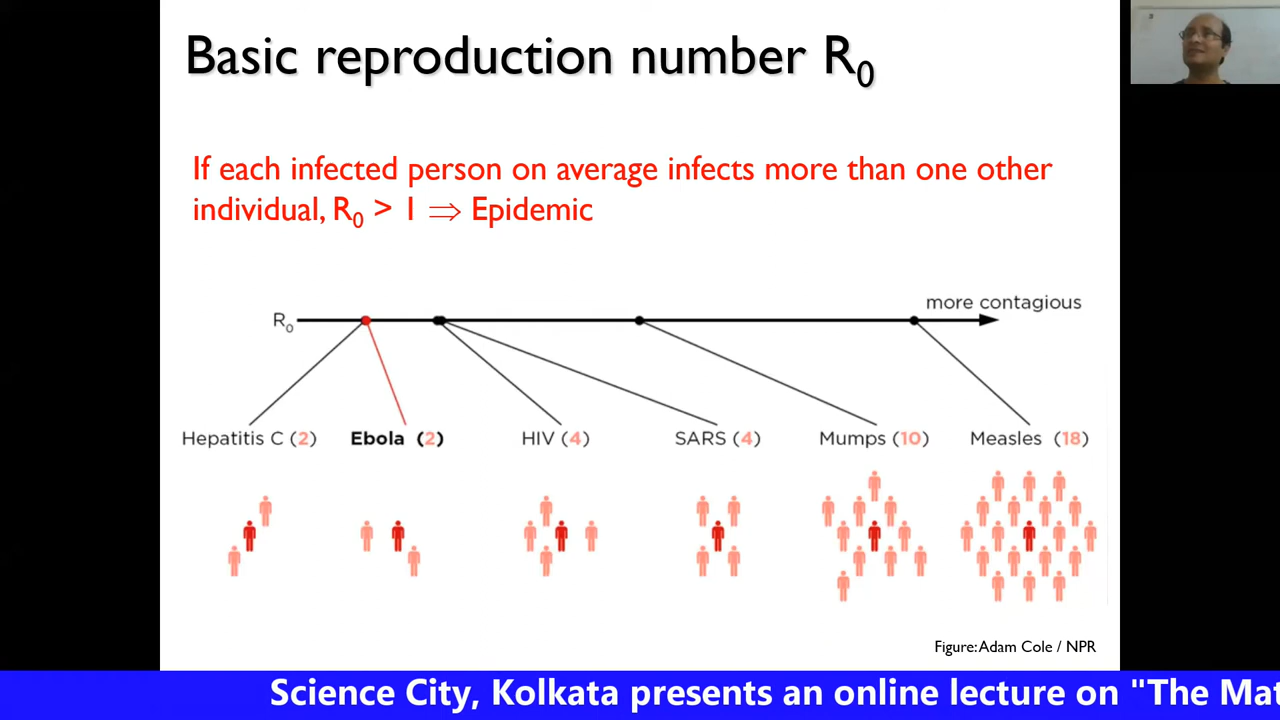 Basic reproduction number R₀
If each infected person on average infects more than one other
individual, R₀ > 1 ⇒ Epidemic
more contagious
R₀
Hepatitis C (2) Ebola (2) HIV (4) SARS (4) Mumps (10) Measles (18)
Figure: Adam Cole / NPR
Science City, Kolkata presents an online lecture on "The Mat